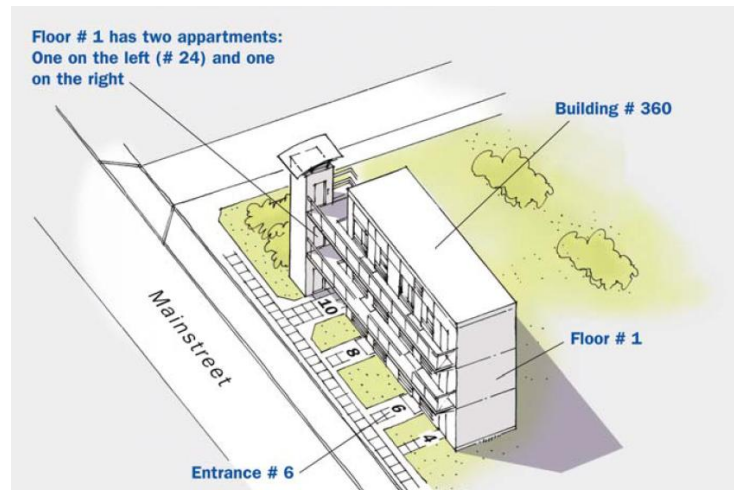 Floor # 1 has two appartments:
One on the left (# 24) and one
on the right
Building # 360
Mainstreet
10
8
Floor # 1
6
4
Entrance # 6